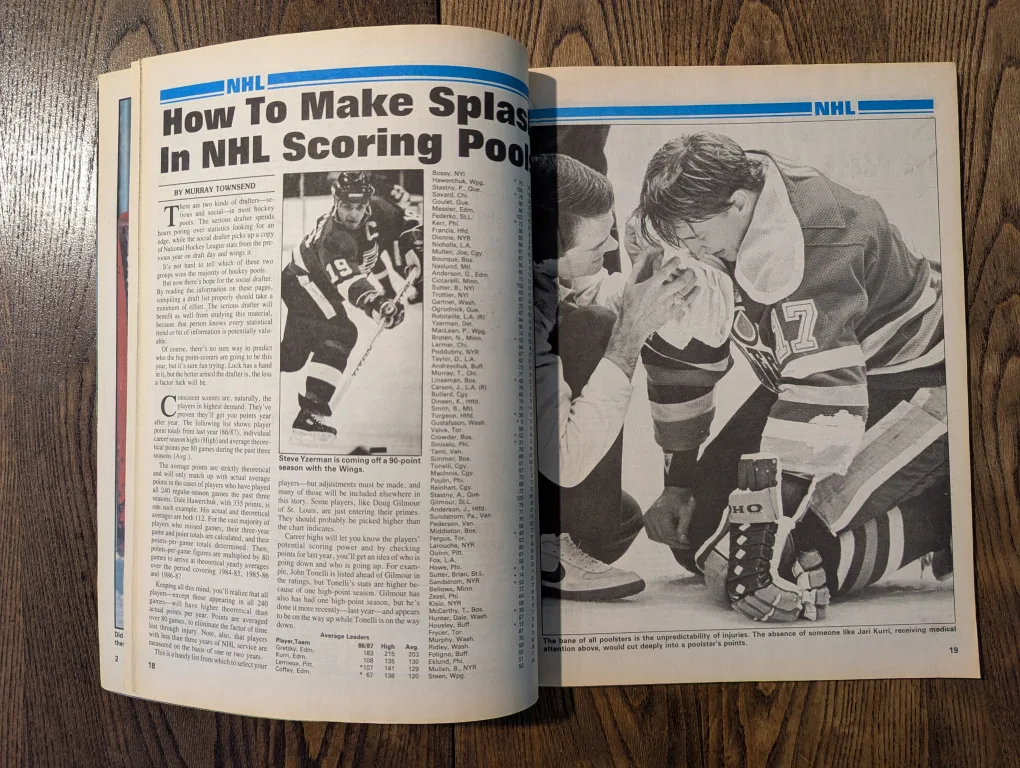 NHL
How To Make Splas
In NHL Scoring Pool
BY MURRAY TOWNSEND
There are two kinds of drafters—se-
rious and social—in most hockey
pools. The serious drafter spends
hours poring over statistics looking for an
edge, while the social drafter picks up a copy
of National Hockey League stats from the pre-
vious year on draft day and wings it.
It's not hard to tell which of these two
groups wins the majority of hockey pools.
But now there's hope for the social drafter.
By reading the information on these pages,
compiling a draft list properly should take a
minimum of effort. The serious drafter will
benefit as well from studying this material,
because that person knows every statistical
trend or bit of information is potentially valu-
able.
Of course, there's no sure way to predict
who the big point-scorers are going to be this
year, but it's sure fun trying. Luck has a hand
in it, but the better armed the drafter is, the less
a factor luck will be.
Consistent scorers are, naturally, the
players in highest demand. They've
proven they'll get you points year
after year. The following list shows player
point totals from last year (86/87), individual
career season highs (High) and average theore-
tical points per 80 games during the past three
seasons (Avg.).
The average points are strictly theoretical
and will only match up with actual average
points in the cases of players who have played
all 240 regular-season games the past three
seasons. Dale Hawerchuk, with 335 points, is
one such example. His actual and theoretical
averages are both 112. For the vast majority of
players who missed games, their three-year
game and point totals are calculated, and their
points-per-game totals determined. Then,
points-per-game figures are multiplied by 80
games to arrive at theoretical yearly averages
over the period covering 1984-85, 1985-86
and 1986-87.
Keeping all this mind, you'll realize that all
players—except those appearing in all 240
games—will have higher theoretical than
actual points per year. Points are averaged
over 80 games, to eliminate the factor of time
lost through injury. Note, also, that players
with less than three years of NHL service are
measured on the basis of one or two years.
This is a handy list from which to select your
19
C
Steve Yzerman is coming off a 90-point
season with the Wings.
players—but adjustments must be made, and
many of those will be included elsewhere in
this story. Some players, like Doug Gilmour
of St. Louis, are just entering their primes.
They should probably be picked higher than
the chart indicates.
Career highs will let you know the players'
potential scoring power and by checking
points for last year, you'll get an idea of who is
going down and who is going up. For exam-
ple, John Tonelli is listed ahead of Gilmour in
the ratings, but Tonelli's stats are higher be-
cause of one high-point season. Gilmour has
also has had one high-point season, but he's
done it more recently—last year—and appears
to be on the way up while Tonelli is on the way
down.
Average Leaders
Player,Team 86/87 High Avg.
Gretzky, Edm. 183 215 203
Kurri, Edm. 108 135 130
Lemieux, Pitt. *107 141 129
Coffey, Edm. * 67 138 120
Bossy, NYI
Hawerchuk, Wpg.
Stastny, P., Que.
Savard, Chi.
Goulet, Que.
Messier, Edm.
Federko, St.L.
Kerr, Phi.
Francis, Hfd.
Dionne, NYR
Nicholls, L.A.
Mullen, Joe, Cgy.
Bourque, Bos.
Naslund, Mtl.
Anderson, G., Edm.
Ciccarelli, Minn.
Sutter, B., NYI
Trottier, NYI
Gartner, Wash.
Ogrodnick, Que.
Robitaille, L.A. (R)
Yzerman, Det.
MacLean, P., Wpg.
Broten, N., Minn.
Larmer, Chi.
Poddubny, NYR
Taylor, D., L.A.
Andreychuk, Buff.
Murray, T., Chi.
Linseman, Bos.
Carson, J., L.A. (R)
Bullard, Cgy.
Dineen, K., Htfd.
Smith, B., Mtl.
Turgeon, Htfd.
Gustafsson, Wash.
Vaive, Tor.
Crowder, Bos.
Sinisalo, Phi.
Tanti, Van.
Simmer, Bos.
Tonelli, Cgy.
MacInnis, Cgy.
Poulin, Phi.
Reinhart, Cgy.
Stastny, A., Que.
Gilmour, St.L.
Anderson, J., Htfd.
Sundstrom, Pa., Van.
Pederson, Van.
Middleton, Bos.
Fergus, Tor.
Larouche, NYR
Quinn, Pitt.
Fox, L.A.
Howe, Phi.
Sutter, Brian, St.L.
Sandstrom, NYR
Bellows, Minn.
Zezel, Phi.
Kisio, NYR
McCarthy, T., Bos.
Hunter, Dale, Wash.
Housley, Buff.
Frycer, Tor.
Murphy, Wash.
Ridley, Wash.
Foligno, Buff.
Eklund, Phi.
Mullen, B., NYR
Steen, Wpg.
Did
the
2
18
NHL
17
HO
The bane of all poolsters is the unpredictability of injuries. The absence of someone like Jari Kurri, receiving medical
attention above, would cut deeply into a poolster's points.
19